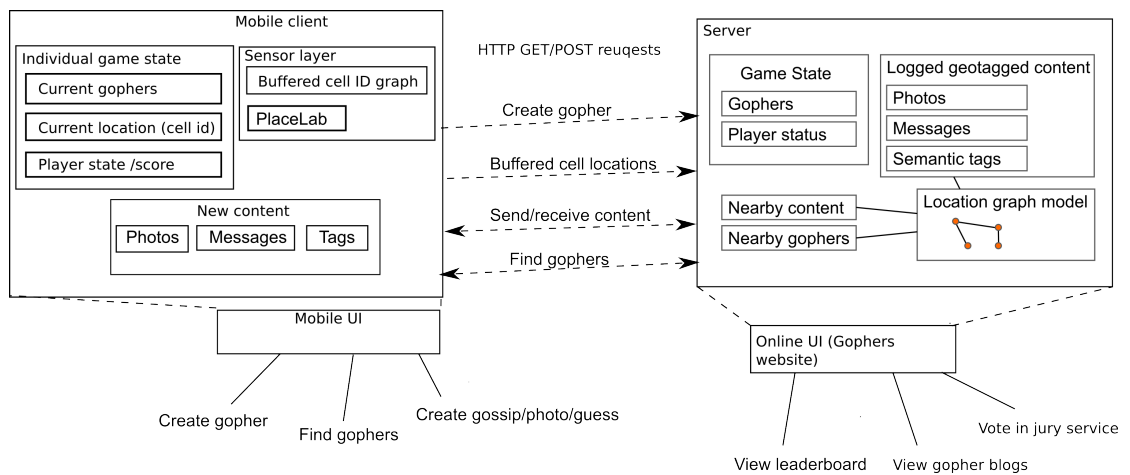 Mobile client
Individual game state
Current gophers
Current location (cell id)
Player state /score
Sensor layer
Buffered cell ID graph
PlaceLab
New content
Photos
Messages
Tags
HTTP GET/POST reuqests
Create gopher
Buffered cell locations
Send/receive content
Find gophers
Server
Game State
Gophers
Player status
Logged geotagged content
Photos
Messages
Semantic tags
Nearby content
Nearby gophers
Location graph model
Mobile UI
Create gopher
Find gophers
Create gossip/photo/guess
Online UI (Gophers
website)
View leaderboard
View gopher blogs
Vote in jury service